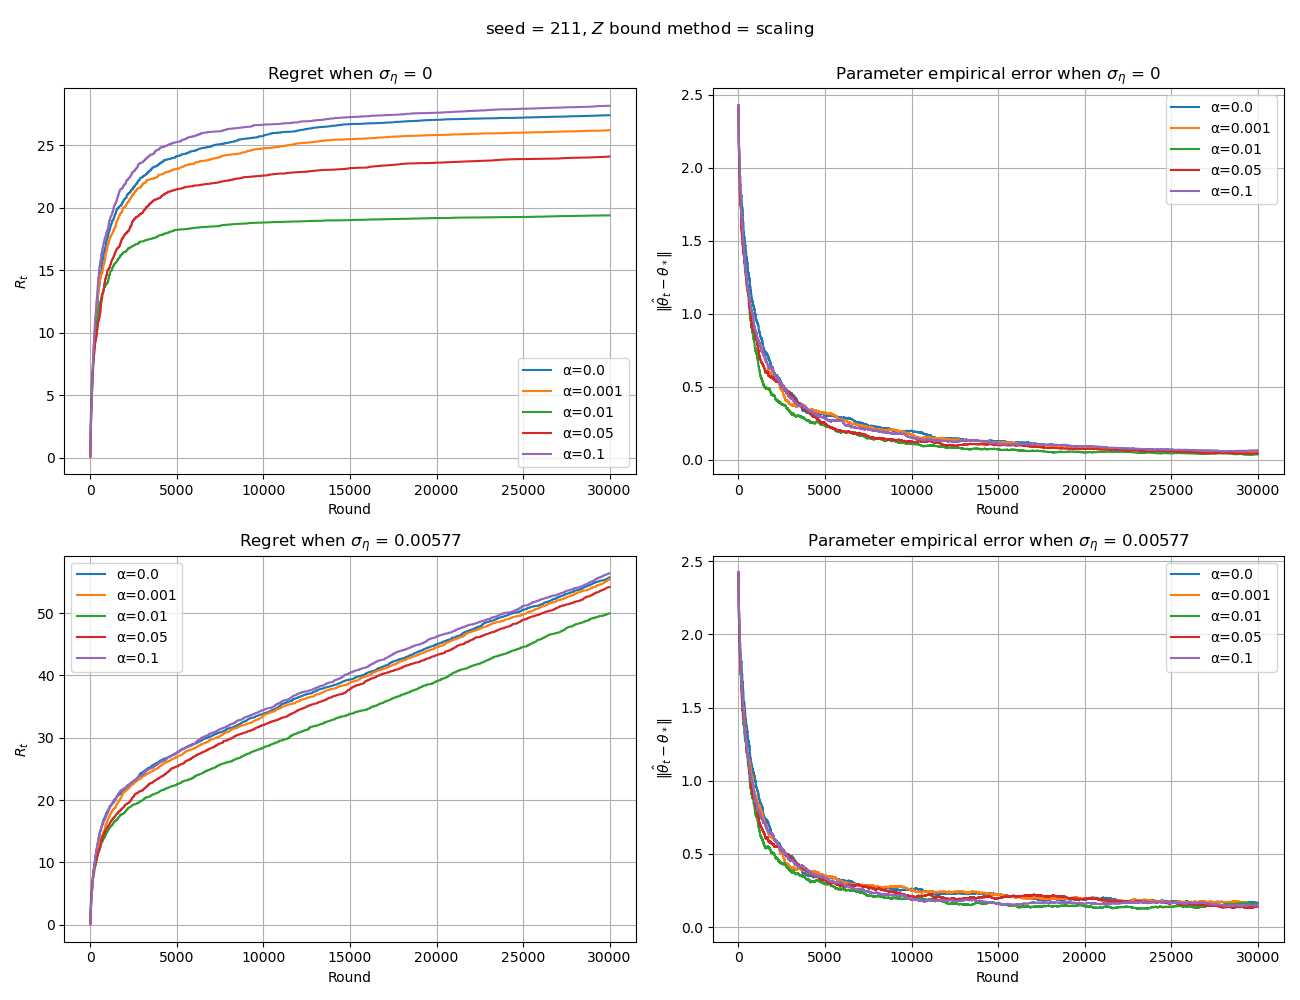 seed = 211, Z bound method = scaling
Regret when σ_η = 0
R_t
25
20
15
10
5
0
α=0.0
α=0.001
α=0.01
α=0.05
α=0.1
0 5000 10000 15000 20000 25000 30000
Round
Parameter empirical error when σ_η = 0
‖θ̂_t − θ_*‖
2.5
2.0
1.5
1.0
0.5
0.0
α=0.0
α=0.001
α=0.01
α=0.05
α=0.1
0 5000 10000 15000 20000 25000 30000
Round
Regret when σ_η = 0.00577
R_t
50
40
30
20
10
0
α=0.0
α=0.001
α=0.01
α=0.05
α=0.1
0 5000 10000 15000 20000 25000 30000
Round
Parameter empirical error when σ_η = 0.00577
‖θ̂_t − θ_*‖
2.5
2.0
1.5
1.0
0.5
0.0
α=0.0
α=0.001
α=0.01
α=0.05
α=0.1
0 5000 10000 15000 20000 25000 30000
Round